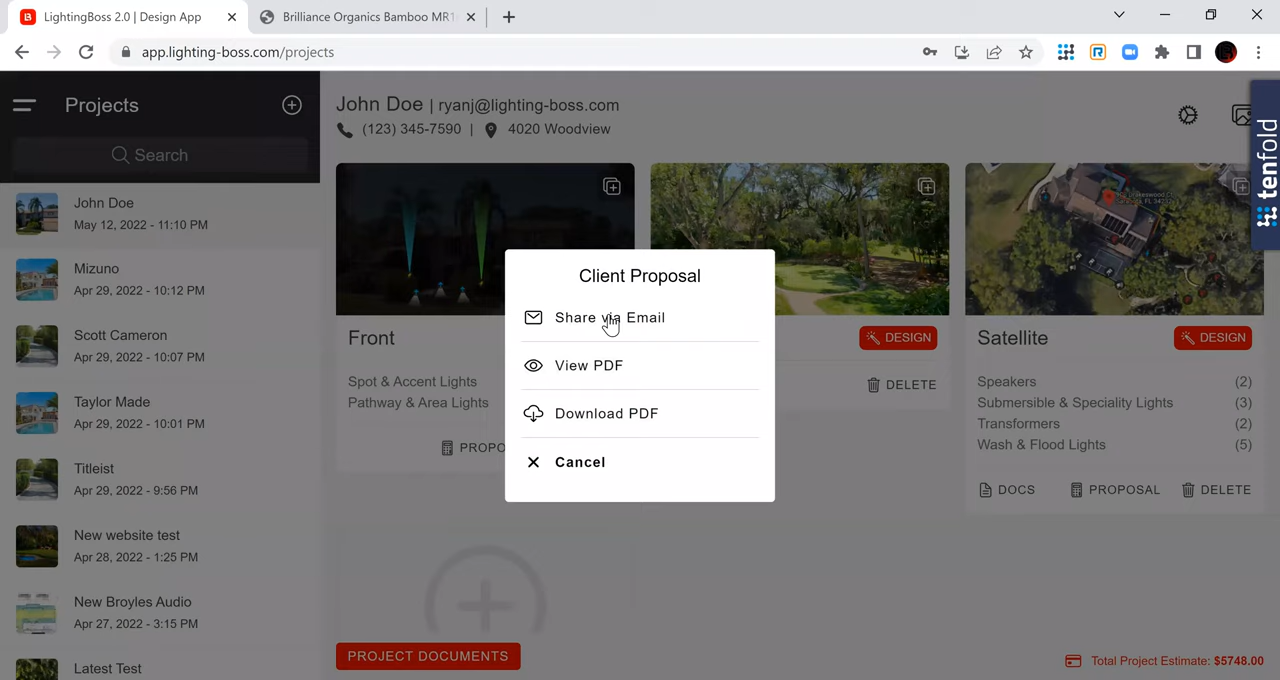 LightingBoss 2.0 | Design App
Brilliance Organics Bamboo MR1
app.lighting-boss.com/projects
Projects
Search
John Doe
May 12, 2022 - 11:10 PM
Mizuno
Apr 29, 2022 - 10:12 PM
Scott Cameron
Apr 29, 2022 - 10:07 PM
Taylor Made
Apr 29, 2022 - 10:01 PM
Titleist
Apr 29, 2022 - 9:56 PM
New website test
Apr 28, 2022 - 1:25 PM
New Broyles Audio
Apr 27, 2022 - 3:15 PM
Latest Test
John Doe | ryanj@lighting-boss.com
(123) 345-7590 | 4020 Woodview
tenfold
Front
Spot & Accent Lights
Pathway & Area Lights
PROPO
Client Proposal
Share via Email
View PDF
Download PDF
Cancel
DESIGN
DELETE
Satellite
DESIGN
Speakers (2)
Submersible & Speciality Lights (3)
Transformers (2)
Wash & Flood Lights (5)
DOCS PROPOSAL DELETE
PROJECT DOCUMENTS
Total Project Estimate: $5748.00